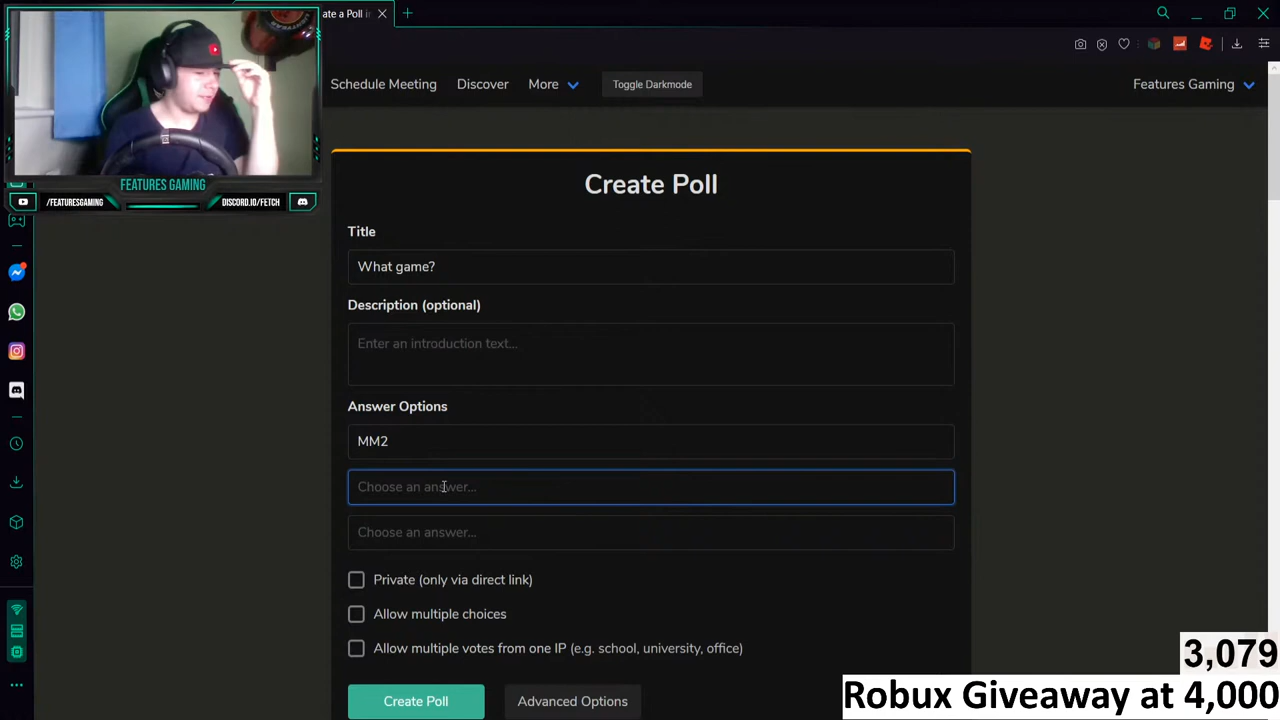 ate a Poll in
Schedule Meeting
Discover
More
Toggle Darkmode
Features Gaming
FEATURES GAMING
/FEATURESGAMING
DISCORD.IO/FETCH
Create Poll
Title
What game?
Description (optional)
Enter an introduction text...
Answer Options
MM2
Choose an answer...
Choose an answer...
Private (only via direct link)
Allow multiple choices
Allow multiple votes from one IP (e.g. school, university, office)
Create Poll
Advanced Options
3,079
Robux Giveaway at 4,000